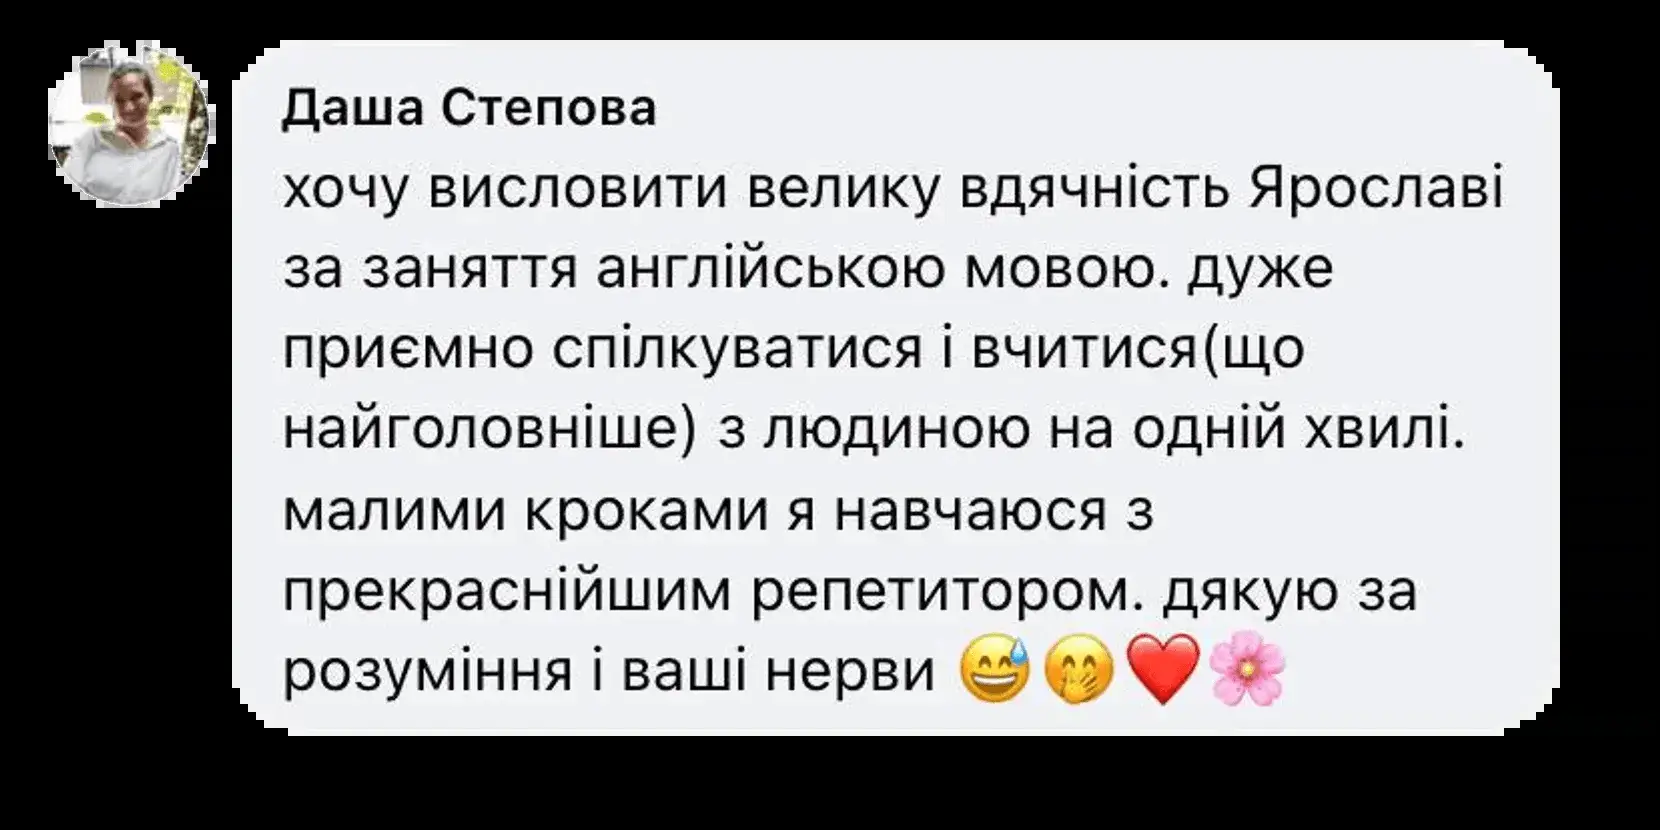 Даша Степова
хочу висловити велику вдячність Ярославі
за заняття англійською мовою. дуже
приємно спілкуватися і вчитися(що
найголовніше) з людиною на одній хвилі.
малими кроками я навчаюся з
прекраснійшим репетитором. дякую за
розуміння і ваші нерви 😅🤭❤️🌸